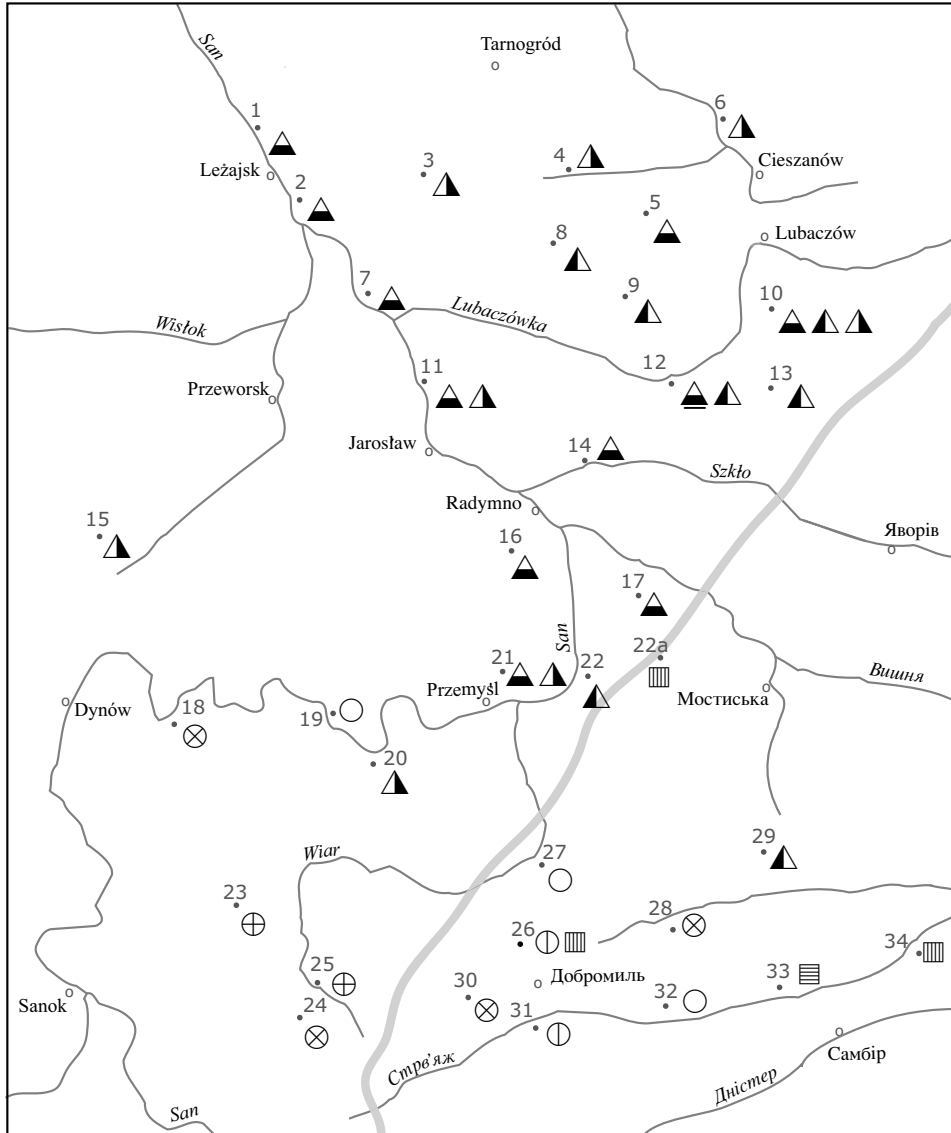 San
Tarnogród
1
6
3
4
Cieszanów
Leżajsk
2
5
8
Lubaczów
7
9
10
Lubaczówka
Wisłok
11
12
13
Przeworsk
Jarosław
14
Szkło
Radymno
15
Яворів
16
17
San
22a
21
22
Вишня
Przemyśl
Мостиська
Dynów
18
19
20
Wiar
29
27
23
28
26
34
25
33
Добромиль
Sanok
30
32
24
31
Самбір
Стрв'яж
Дністер
San